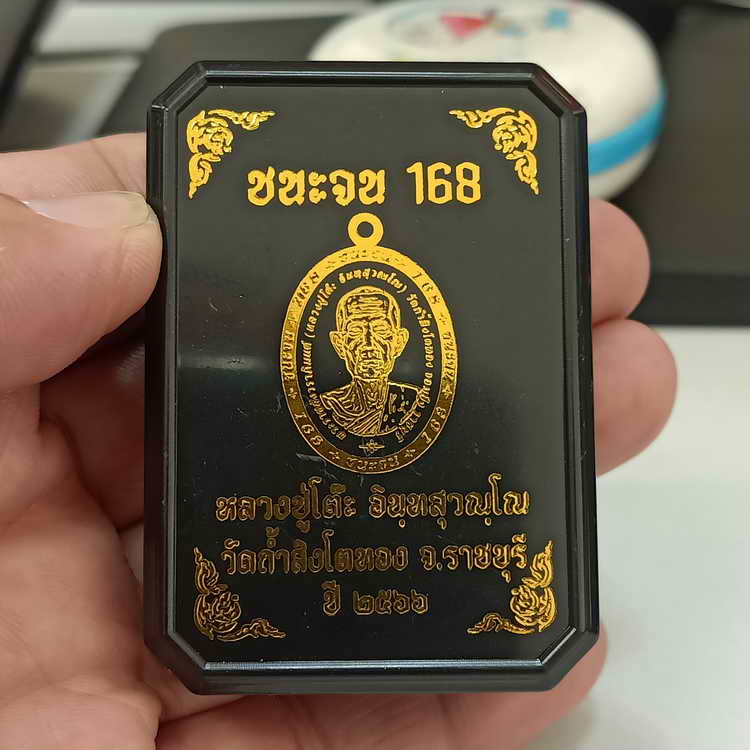 ชนะจน 168
หลวงปู่โต๊ะ อินฺทสุวณฺโณ
วัดถ้ำสิงโตทอง จ.ราชบุรี
ปี ๒๕๖๖